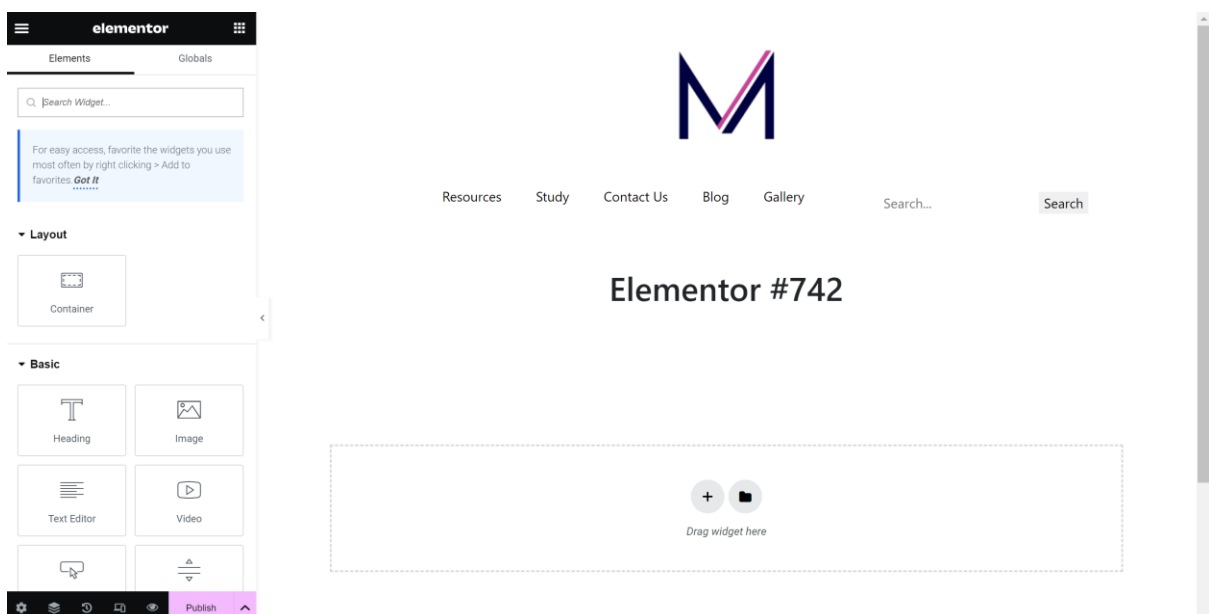 elementor
Elements Globals
Search Widget...
For easy access, favorite the widgets you use
most often by right clicking > Add to
favorites. Got It
Layout
Container
Basic
Heading Image
Text Editor Video
Publish
M
Resources Study Contact Us Blog Gallery Search... Search
Elementor #742
Drag widget here